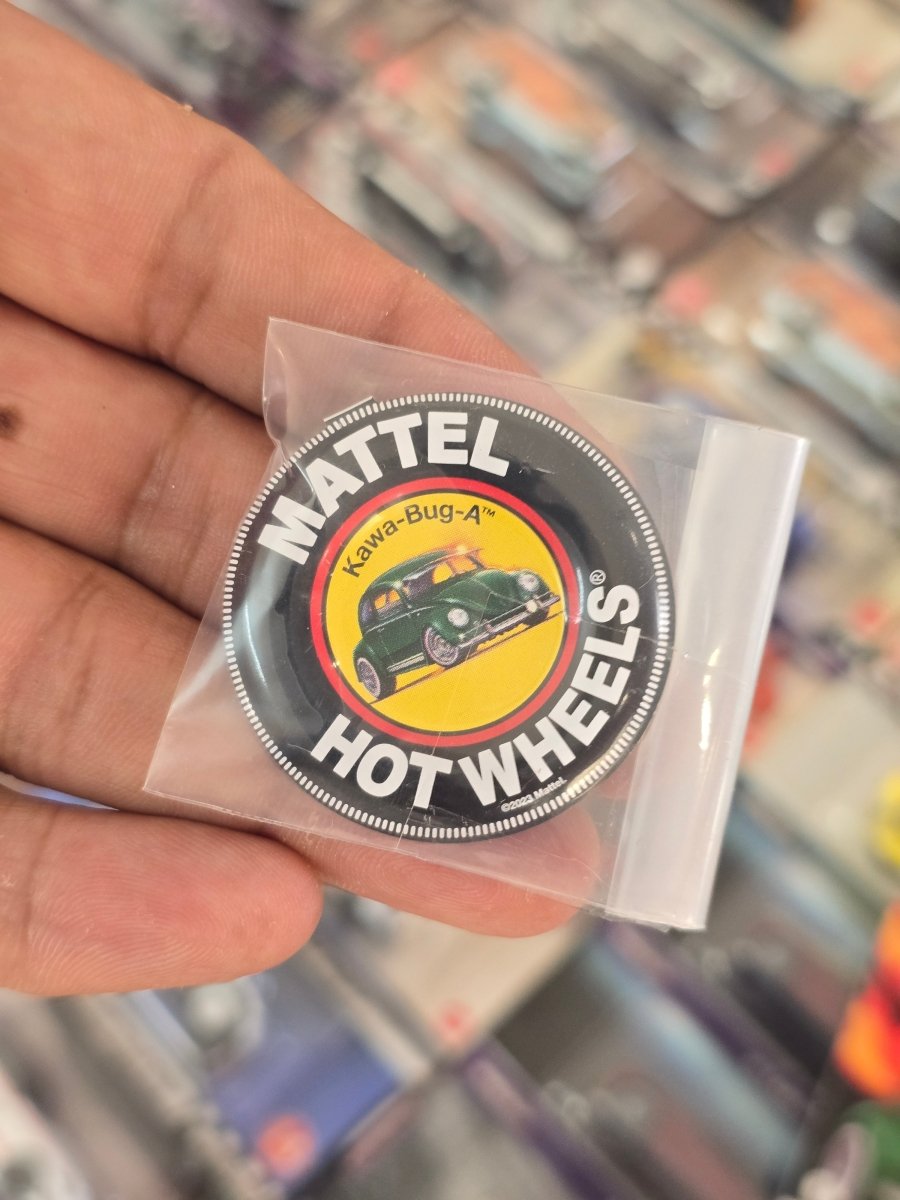 MATTEL
Kawa-Bug-A™
HOT WHEELS®
©2023 Mattel.